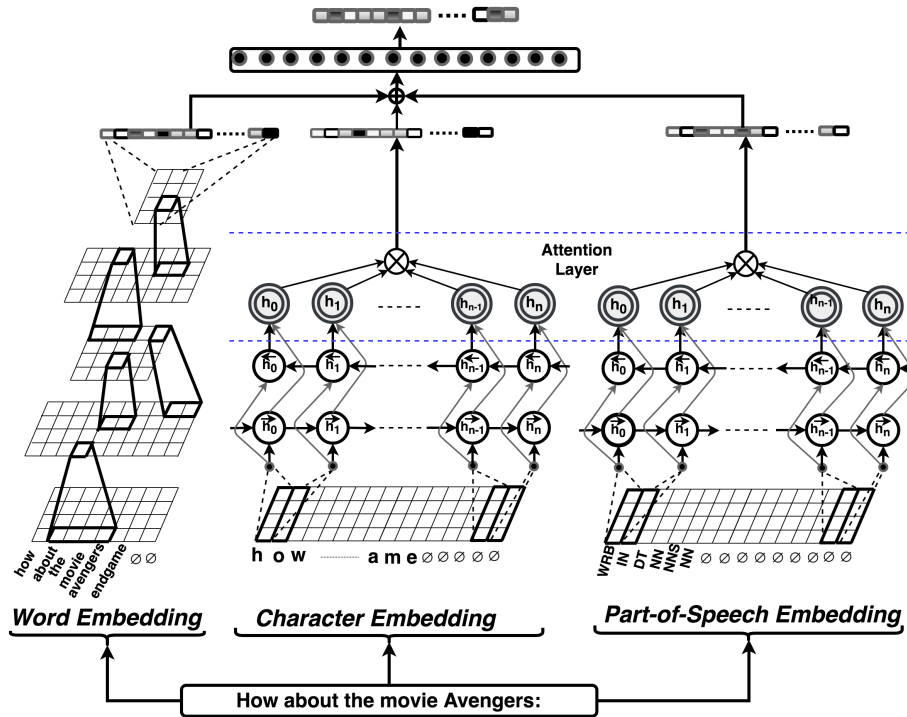 Attention
Layer
h0 h1 hn-1 hn
h0 h1 hn-1 hn
h0 h1 hn-1 hn
h0 h1 hn-1 hn
h0 h1 hn-1 hn
h0 h1 hn-1 hn
how
about
the
movie
avengers
endgame
∅ ∅
h o w a m e ∅ ∅ ∅ ∅ ∅
WRB
IN
DT
NN
NNS
NN
∅ ∅ ∅ ∅ ∅ ∅ ∅ ∅ ∅
Word Embedding
Character Embedding
Part-of-Speech Embedding
How about the movie Avengers: